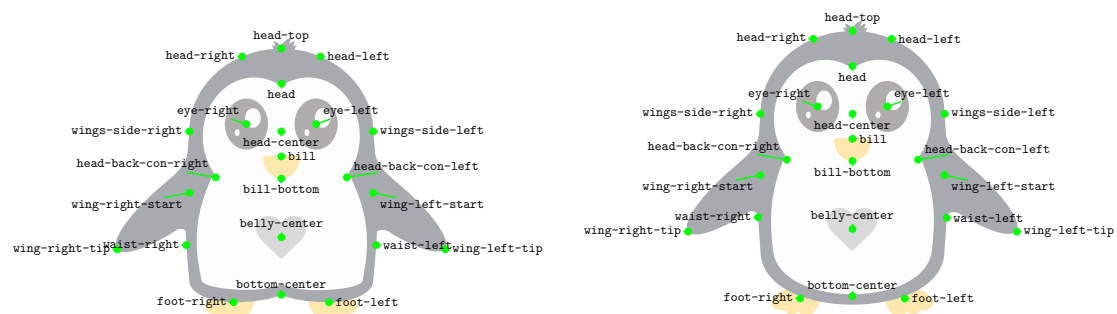 head-top
head-right
head-left
head
eye-right
eye-left
wings-side-right
wings-side-left
head-center
bill
head-back-con-right
head-back-con-left
bill-bottom
wing-right-start
wing-left-start
belly-center
waist-right
waist-left
wing-right-tip
wing-left-tip
bottom-center
foot-right
foot-left
head-top
head-right
head-left
head
eye-right
eye-left
wings-side-right
wings-side-left
head-center
bill
head-back-con-right
head-back-con-left
bill-bottom
wing-right-start
wing-left-start
belly-center
waist-right
waist-left
wing-right-tip
wing-left-tip
bottom-center
foot-right
foot-left